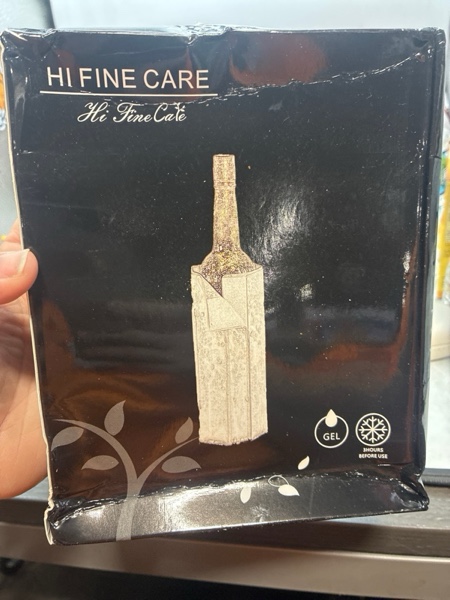 HI FINE CARE
Hi Fine Care
GEL
3HOURS
BEFORE USE